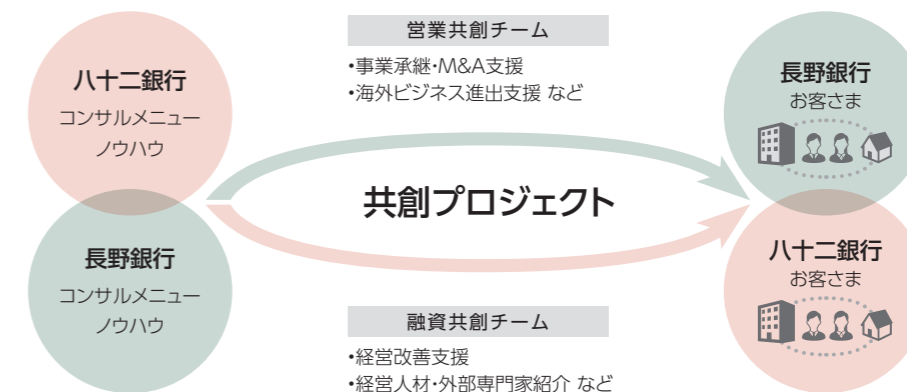 八十二銀行
コンサルメニュー
ノウハウ
長野銀行
コンサルメニュー
ノウハウ
営業共創チーム
•事業承継•M&A支援
•海外ビジネス進出支援 など
共創プロジェクト
融資共創チーム
•経営改善支援
•経営人材•外部専門家紹介 など
長野銀行
お客さま
八十二銀行
お客さま